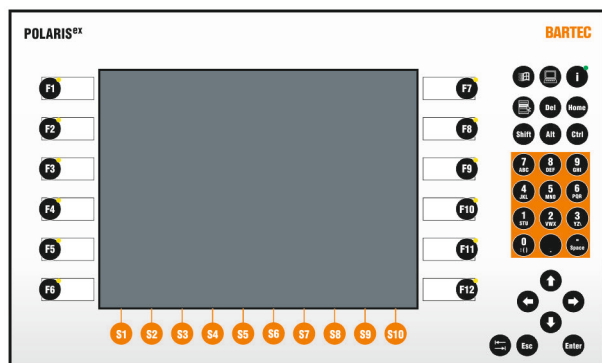 POLARISex
BARTEC
F1
F2
F3
F4
F5
F6
F7
F8
F9
F10
F11
F12
S1 S2 S3 S4 S5 S6 S7 S8 S9 S10
i
Del Home
Shift Alt Ctrl
7 8 9
ABC DEF GHI
4 5 6
JKL MNO PQR
1 2 3
STU VWX YZ\
0 . -
: ( ) , Space
Esc Enter